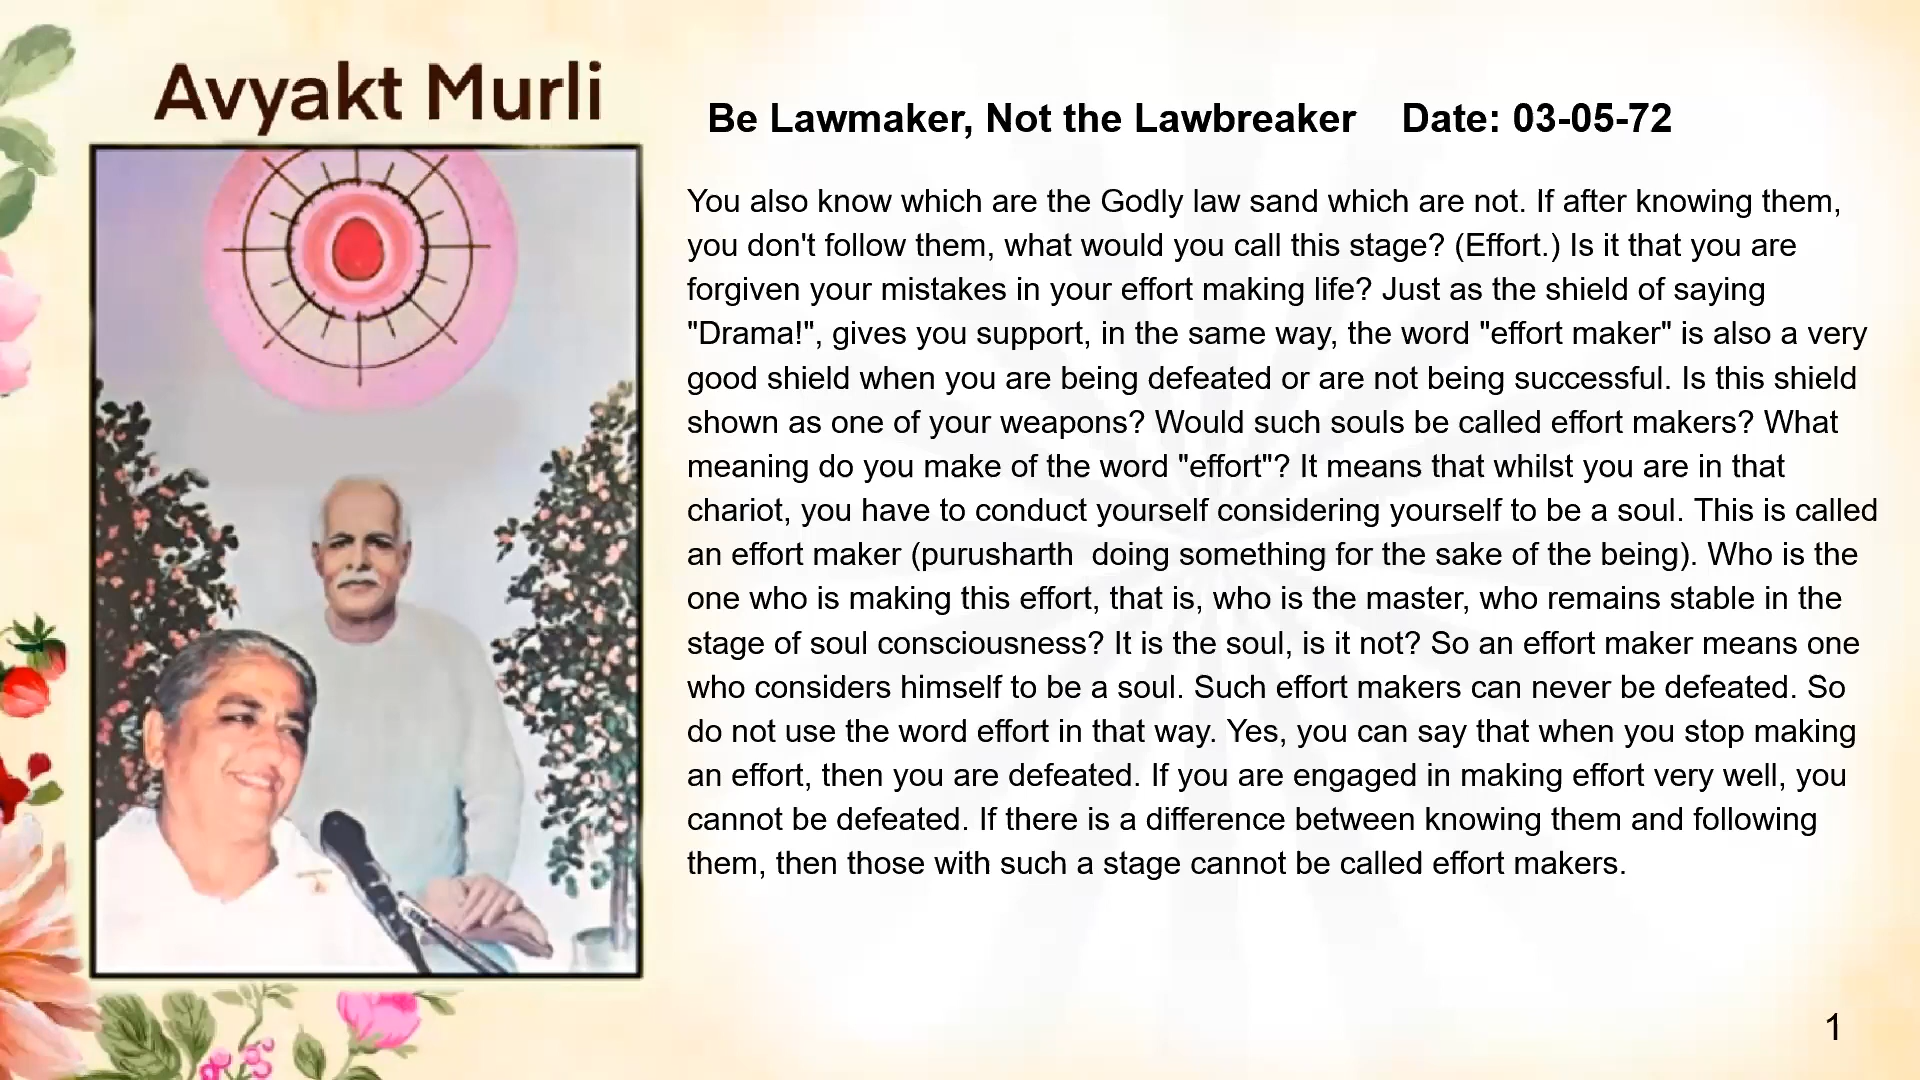 Avyakt Murli
Be Lawmaker, Not the Lawbreaker    Date: 03-05-72
You also know which are the Godly law sand which are not. If after knowing them,
you don't follow them, what would you call this stage? (Effort.) Is it that you are
forgiven your mistakes in your effort making life? Just as the shield of saying
"Drama!", gives you support, in the same way, the word "effort maker" is also a very
good shield when you are being defeated or are not being successful. Is this shield
shown as one of your weapons? Would such souls be called effort makers? What
meaning do you make of the word "effort"? It means that whilst you are in that
chariot, you have to conduct yourself considering yourself to be a soul. This is called
an effort maker (purusharth  doing something for the sake of the being). Who is the
one who is making this effort, that is, who is the master, who remains stable in the
stage of soul consciousness? It is the soul, is it not? So an effort maker means one
who considers himself to be a soul. Such effort makers can never be defeated. So
do not use the word effort in that way. Yes, you can say that when you stop making
an effort, then you are defeated. If you are engaged in making effort very well, you
cannot be defeated. If there is a difference between knowing them and following
them, then those with such a stage cannot be called effort makers.
1